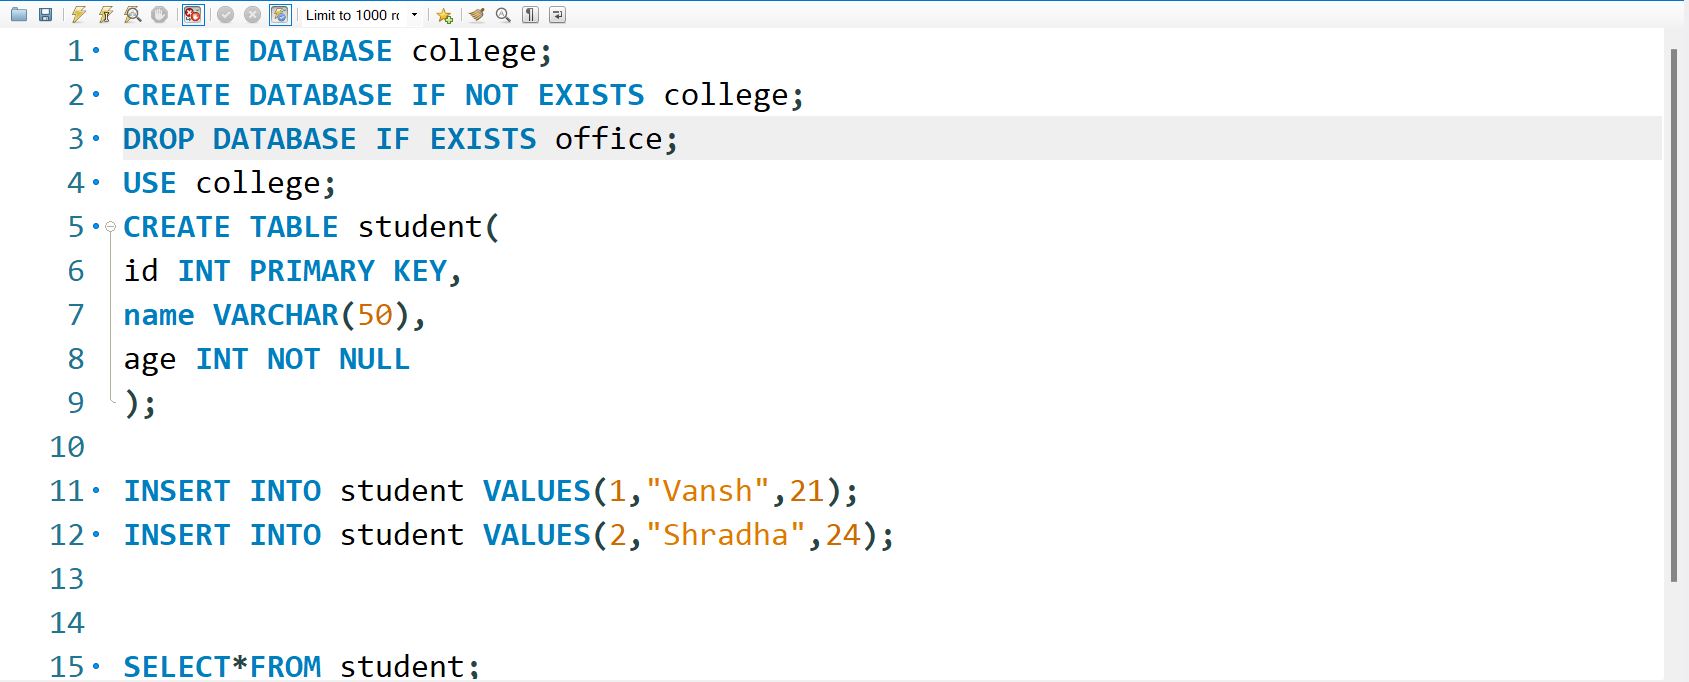 Limit to 1000 rc
1 CREATE DATABASE college;
2 CREATE DATABASE IF NOT EXISTS college;
3 DROP DATABASE IF EXISTS office;
4 USE college;
5 CREATE TABLE student(
6 id INT PRIMARY KEY,
7 name VARCHAR(50),
8 age INT NOT NULL
9 );
10
11 INSERT INTO student VALUES(1,"Vansh",21);
12 INSERT INTO student VALUES(2,"Shradha",24);
13
14
15 SELECT*FROM student;